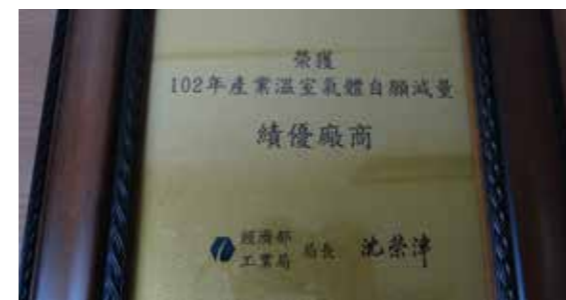 榮獲
102年產業溫室氣體自願減量
績優廠商
經濟部
工業局 局長 沈榮津